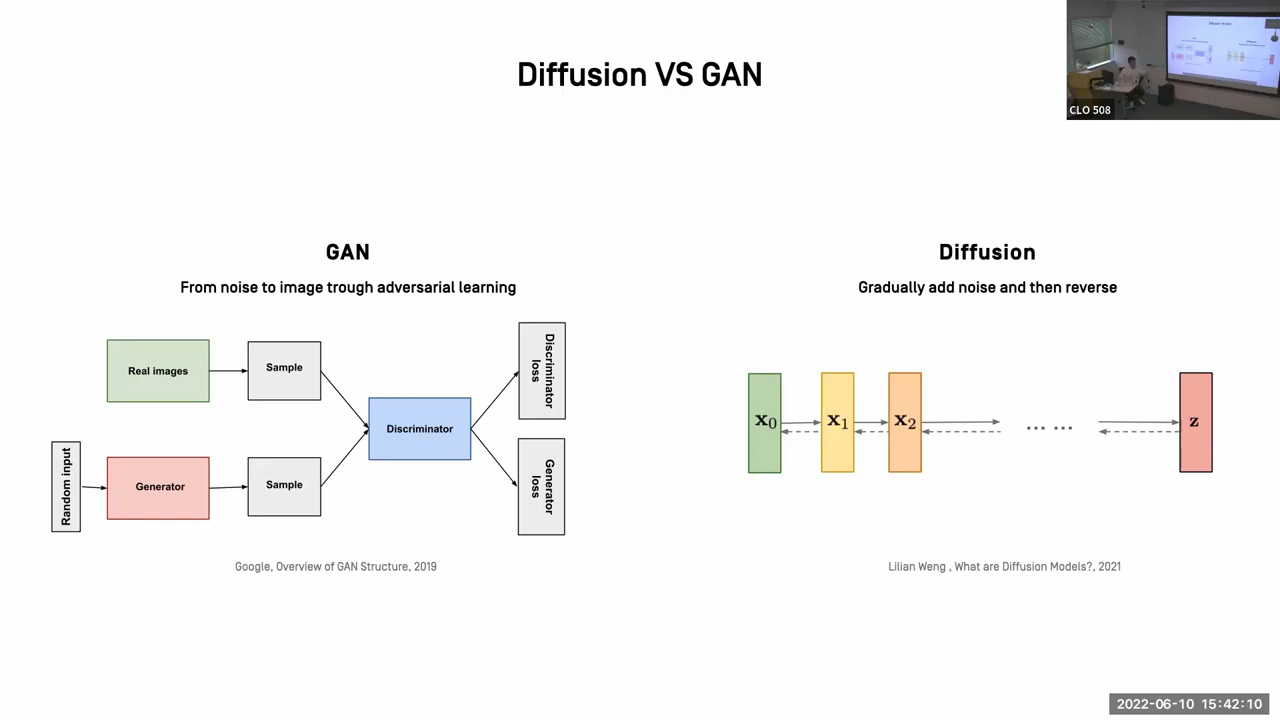 Diffusion VS GAN
CLO 508
GAN
From noise to image trough adversarial learning
Real images
Sample
Discriminator
loss
Discriminator
Random input
Generator
Sample
Generator
loss
Google, Overview of GAN Structure, 2019
Diffusion
Gradually add noise and then reverse
x₀
x₁
x₂
... ...
z
Lilian Weng , What are Diffusion Models?, 2021
2022-06-10 15:42:10